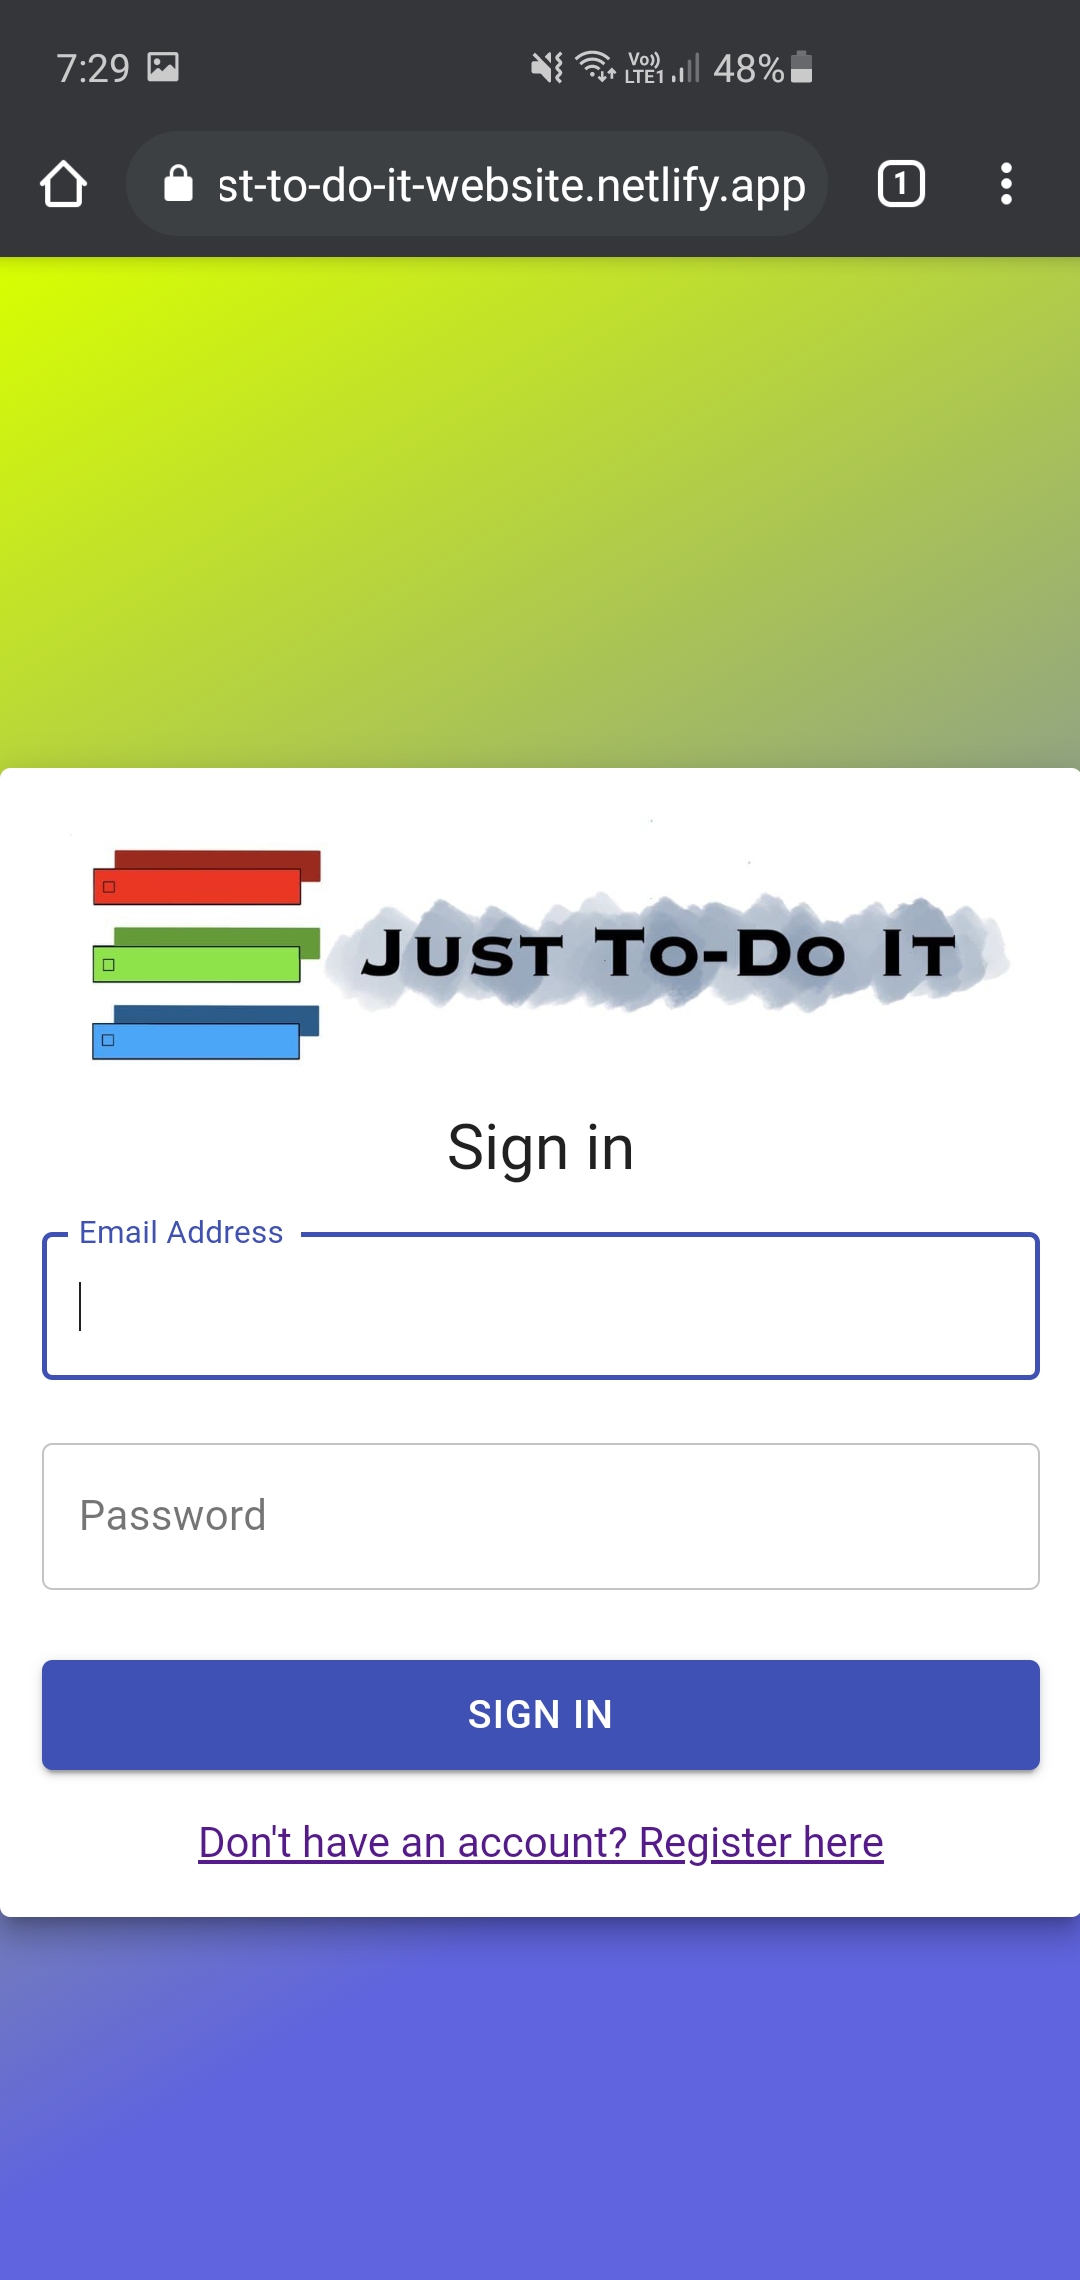 7:29 Vo)) LTE1 48%
st-to-do-it-website.netlify.app 1
Just To-Do It
Sign in
Email Address
Password
SIGN IN
Don't have an account? Register here